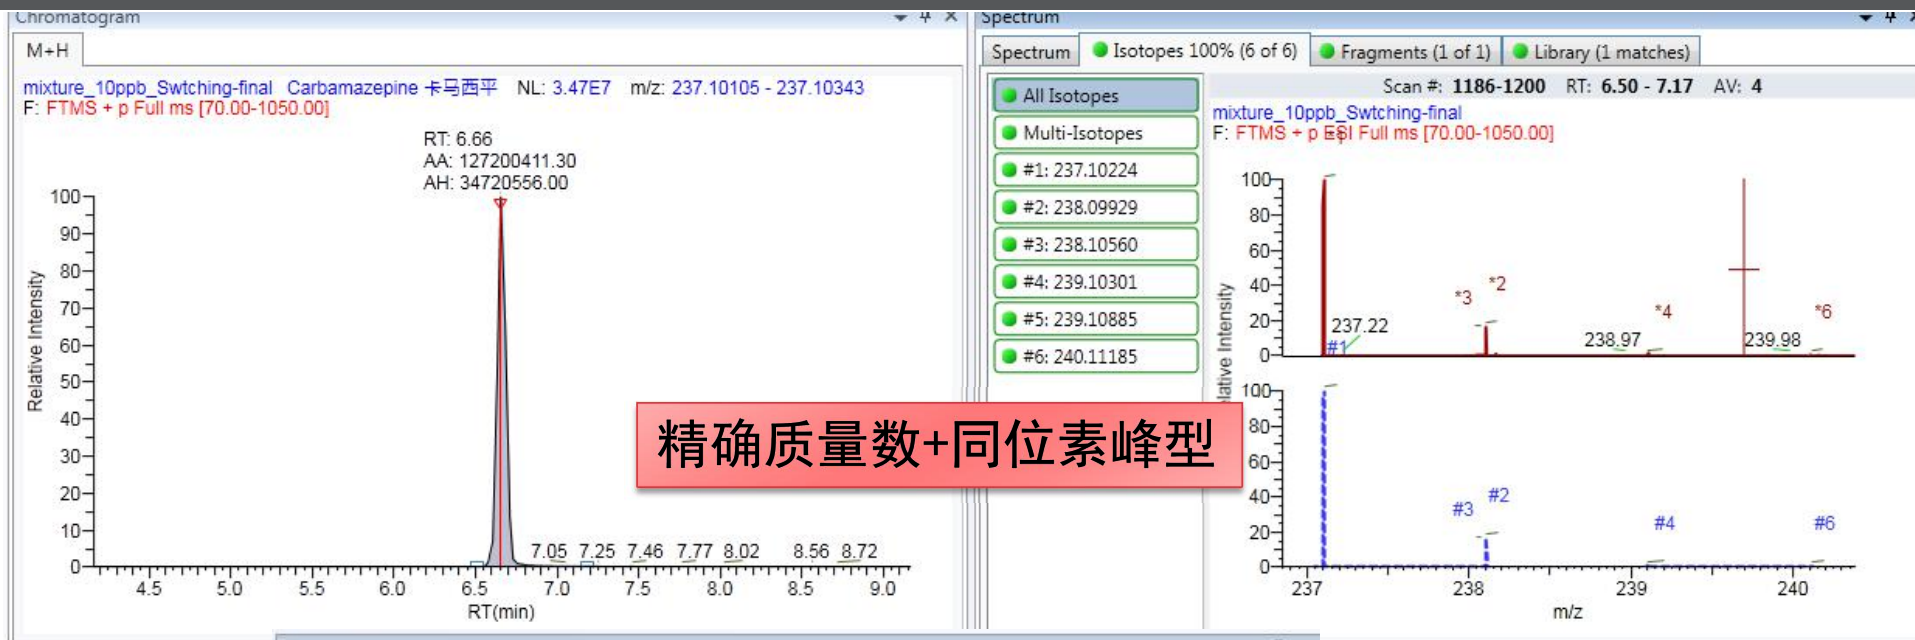 Chromatogram
M+H
mixture_10ppb_Swtching-final Carbamazepine 卡马西平 NL: 3.47E7 m/z: 237.10105 - 237.10343
F: FTMS + p Full ms [70.00-1050.00]
RT: 6.66
AA: 127200411.30
AH: 34720556.00
100
90
80
70
60
50
40
30
20
10
0
Relative Intensity
7.05 7.25 7.46 7.77 8.02 8.56 8.72
4.5 5.0 5.5 6.0 6.5 7.0 7.5 8.0 8.5 9.0
RT(min)
Spectrum
Spectrum Isotopes 100% (6 of 6) Fragments (1 of 1) Library (1 matches)
All Isotopes
Multi-Isotopes
#1: 237.10224
#2: 238.09929
#3: 238.10560
#4: 239.10301
#5: 239.10885
#6: 240.11185
Scan #: 1186-1200 RT: 6.50 - 7.17 AV: 4
mixture_10ppb_Swtching-final
F: FTMS + p ESI Full ms [70.00-1050.00]
100
80
60
40
20
0
Relative Intensity
*3 *2 *4 *6
237.22 238.97 239.98
#1
精确质量数+同位素峰型
100
80
60
40
20
0
#3 #2 #4 #6
237 238 239 240
m/z